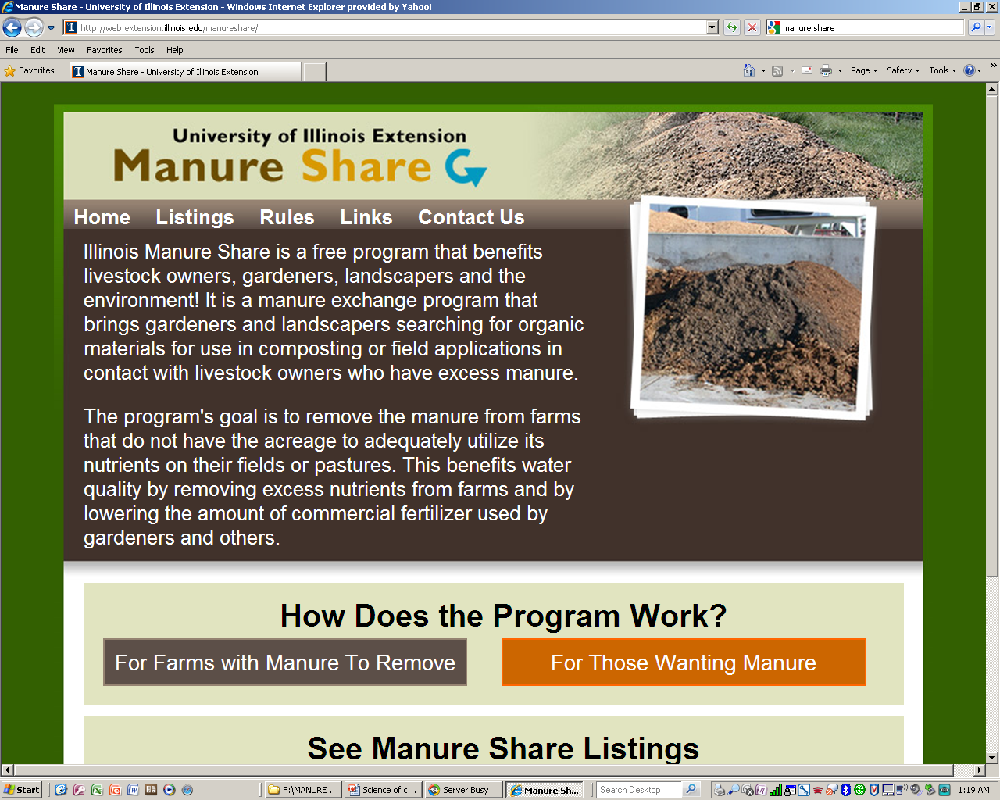 Manure Share - University of Illinois Extension - Windows Internet Explorer provided by Yahoo!
http://web.extension.illinois.edu/manureshare/
manure share
File Edit View Favorites Tools Help
Favorites
Manure Share - University of Illinois Extension
Page Safety Tools
University of Illinois Extension
Manure Share
Home Listings Rules Links Contact Us
Illinois Manure Share is a free program that benefits
livestock owners, gardeners, landscapers and the
environment! It is a manure exchange program that
brings gardeners and landscapers searching for organic
materials for use in composting or field applications in
contact with livestock owners who have excess manure.
The program's goal is to remove the manure from farms
that do not have the acreage to adequately utilize its
nutrients on their fields or pastures. This benefits water
quality by removing excess nutrients from farms and by
lowering the amount of commercial fertilizer used by
gardeners and others.
How Does the Program Work?
For Farms with Manure To Remove
For Those Wanting Manure
See Manure Share Listings
Start
F:\MANURE ...
Science of c...
Server Busy
Manure Sh...
Search Desktop
1:19 AM